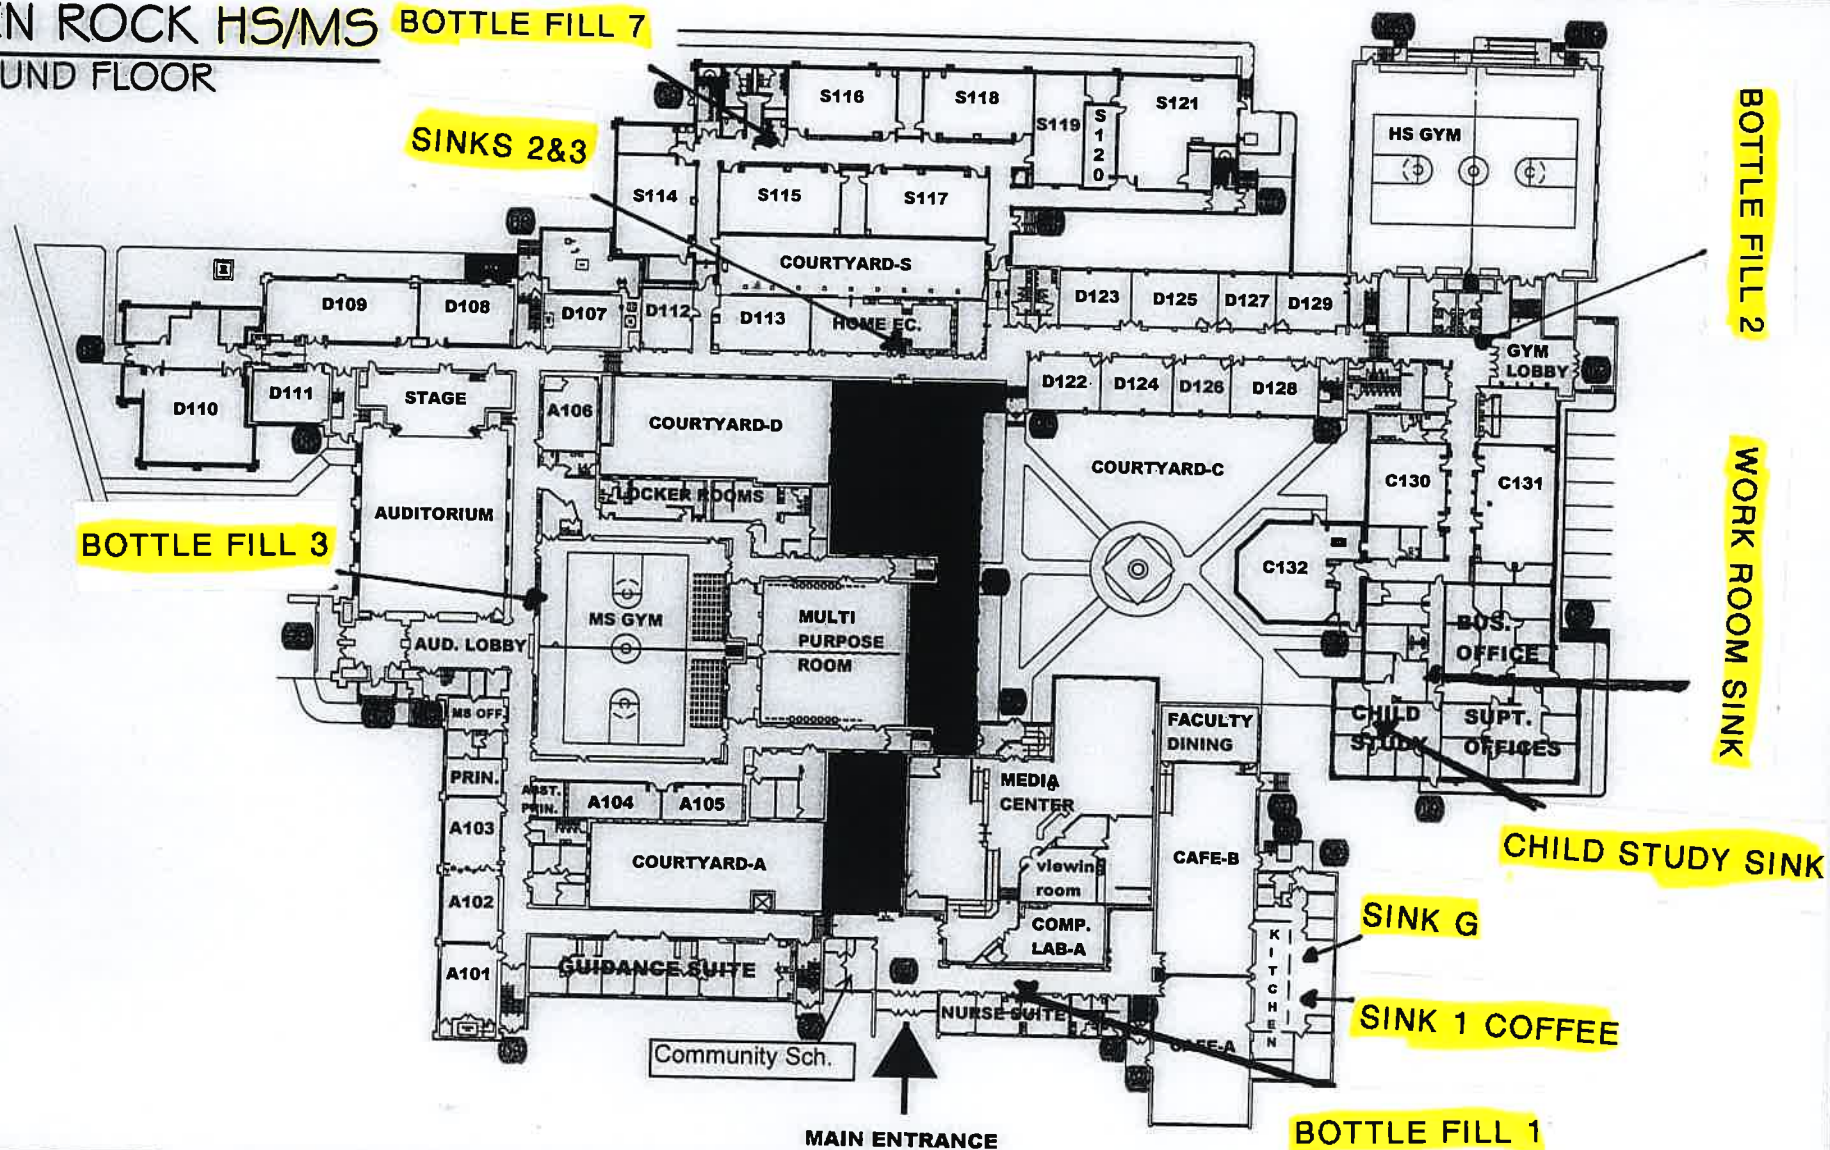 EN ROCK HS/MS
UND FLOOR
BOTTLE FILL 7
SINKS 2&3
S116
S118
S119
S120
S121
HS GYM
BOTTLE FILL 2
S114
S115
S117
COURTYARD-S
D109
D108
D107
D112
D113
HOME EC.
D123
D125
D127
D129
GYM
LOBBY
D110
D111
STAGE
A106
COURTYARD-D
D122
D124
D126
D128
COURTYARD-C
C130
C131
WORK ROOM SINK
LOCKER ROOMS
AUDITORIUM
BOTTLE FILL 3
C132
MS GYM
MULTI
PURPOSE
ROOM
AUD. LOBBY
BUS.
OFFICE
MS OFF.
CHILD
STUDY
SUPT.
OFFICES
FACULTY
DINING
PRIN.
ASST.
PRIN.
A104
A105
MEDIA
CENTER
A103
COURTYARD-A
viewing
room
CAFE-B
CHILD STUDY SINK
A102
COMP.
LAB-A
SINK G
KITCHEN
A101
GUIDANCE SUITE
NURSE SUITE
SINK 1 COFFEE
CAFE-A
Community Sch.
MAIN ENTRANCE
BOTTLE FILL 1